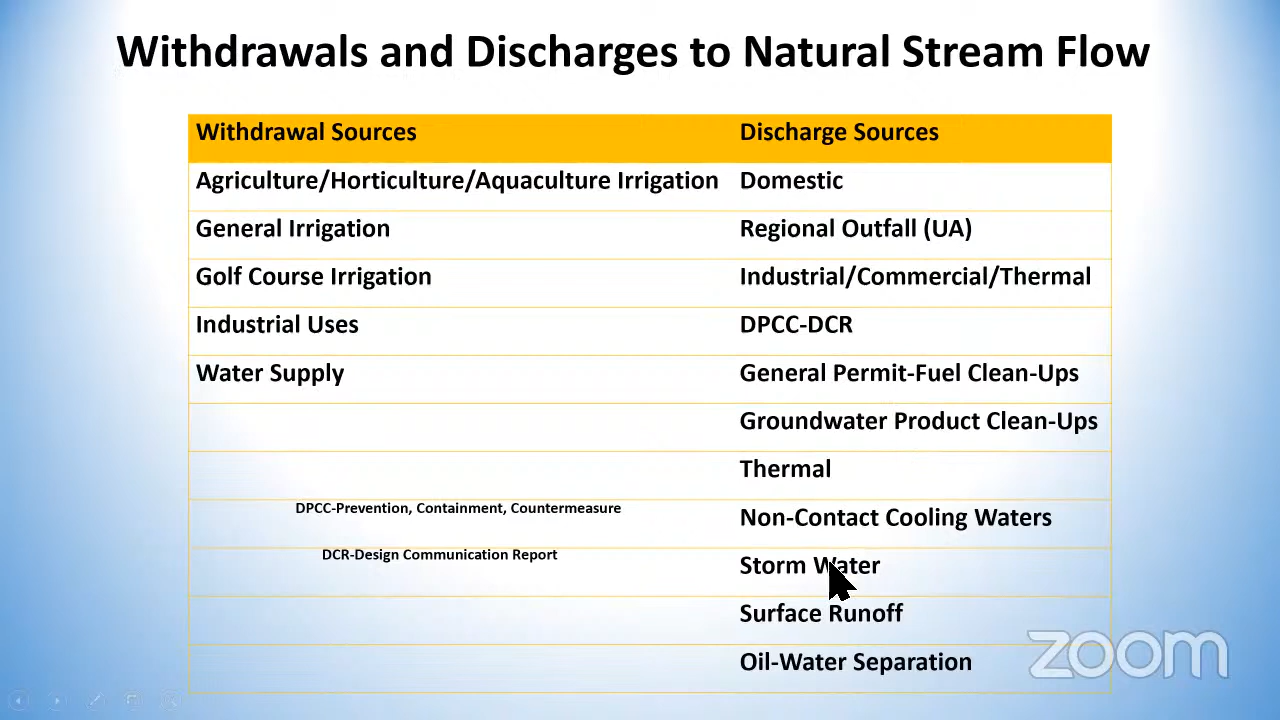 Withdrawals and Discharges to Natural Stream Flow
Withdrawal Sources Discharge Sources
Agriculture/Horticulture/Aquaculture Irrigation Domestic
General Irrigation Regional Outfall (UA)
Golf Course Irrigation Industrial/Commercial/Thermal
Industrial Uses DPCC-DCR
Water Supply General Permit-Fuel Clean-Ups
Groundwater Product Clean-Ups
Thermal
DPCC-Prevention, Containment, Countermeasure Non-Contact Cooling Waters
DCR-Design Communication Report Storm Water
Surface Runoff
Oil-Water Separation
zoom